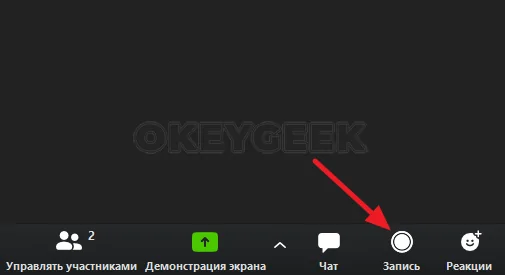 OKEYGEEK
2
Управлять участниками Демонстрация экрана Чат Запись Реакции